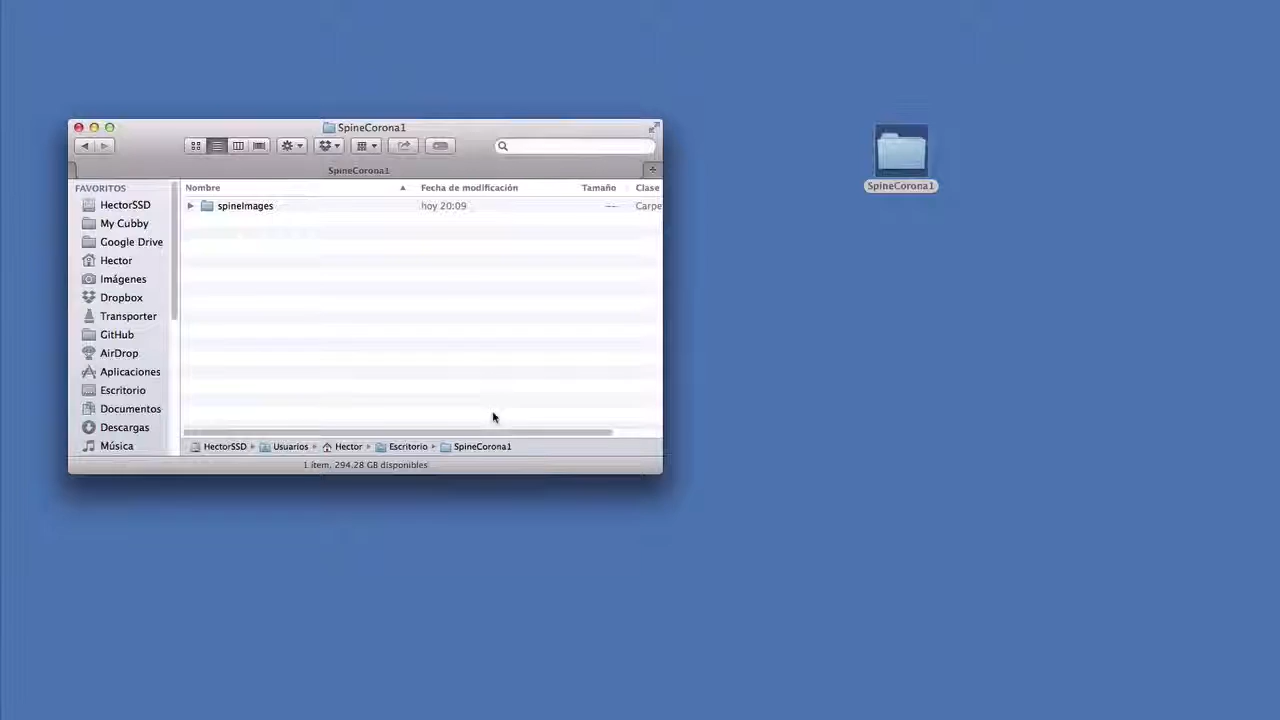 SpineCorona1
SpineCorona1
FAVORITOS
HectorSSD
My Cubby
Google Drive
Hector
Imágenes
Dropbox
Transporter
GitHub
AirDrop
Aplicaciones
Escritorio
Documentos
Descargas
Música
Nombre Fecha de modificación Tamaño Clase
spineImages hoy 20:09 -- Carpe
HectorSSD Usuarios Hector Escritorio SpineCorona1
1 ítem, 294.28 GB disponibles
SpineCorona1